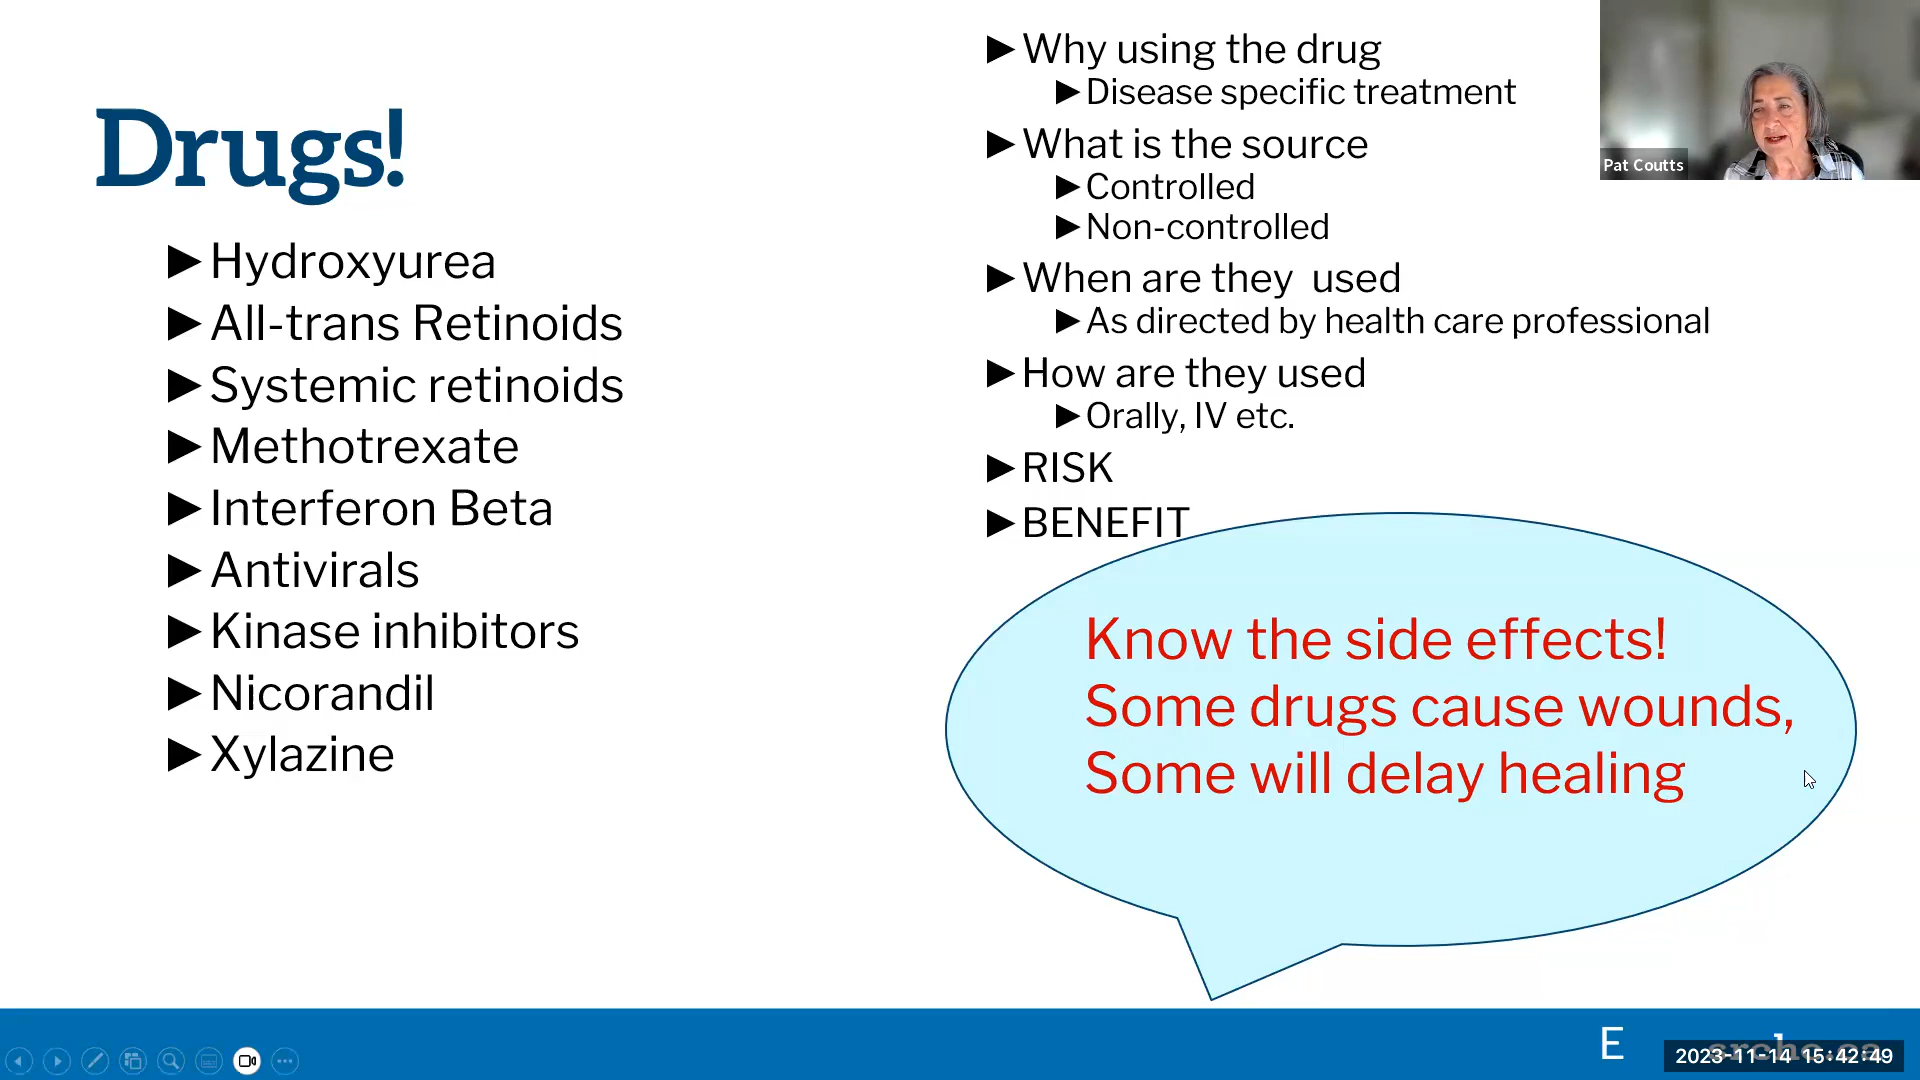 Drugs!
►Hydroxyurea
►All-trans Retinoids
►Systemic retinoids
►Methotrexate
►Interferon Beta
►Antivirals
►Kinase inhibitors
►Nicorandil
►Xylazine
►Why using the drug
►Disease specific treatment
►What is the source
►Controlled
►Non-controlled
►When are they  used
►As directed by health care professional
►How are they used
►Orally, IV etc.
►RISK
►BENEFIT
Know the side effects!
Some drugs cause wounds,
Some will delay healing
Pat Coutts
E
2023-11-14 15:42:49